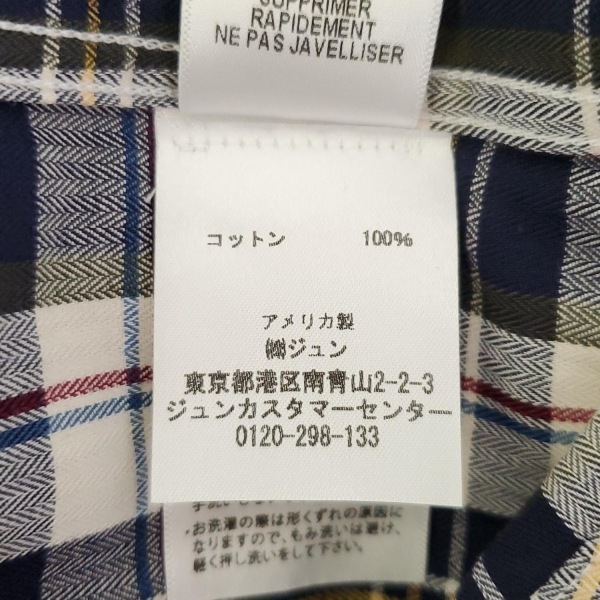 SUPPRIMER
RAPIDEMENT
NE PAS JAVELLISER
コットン 100%
アメリカ製
㈱ジュン
東京都港区南青山2-2-3
ジュンカスタマーセンター
0120-298-133
お洗濯の際は形くずれの原因に
なりますので、もみ洗いは避け、
軽く押し洗いをして下さい。